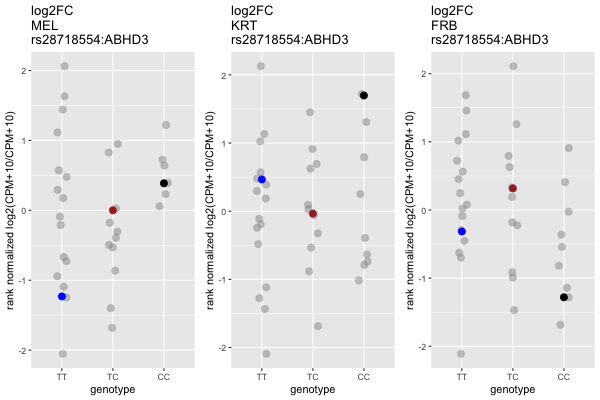 log2FC
MEL
rs28718554:ABHD3
rank normalized log2(CPM+10/CPM+10)
2
1
0
-1
-2
TT TC CC
genotype
log2FC
KRT
rs28718554:ABHD3
rank normalized log2(CPM+10/CPM+10)
2
1
0
-1
-2
TT TC CC
genotype
log2FC
FRB
rs28718554:ABHD3
rank normalized log2(CPM+10/CPM+10)
2
1
0
-1
-2
TT TC CC
genotype